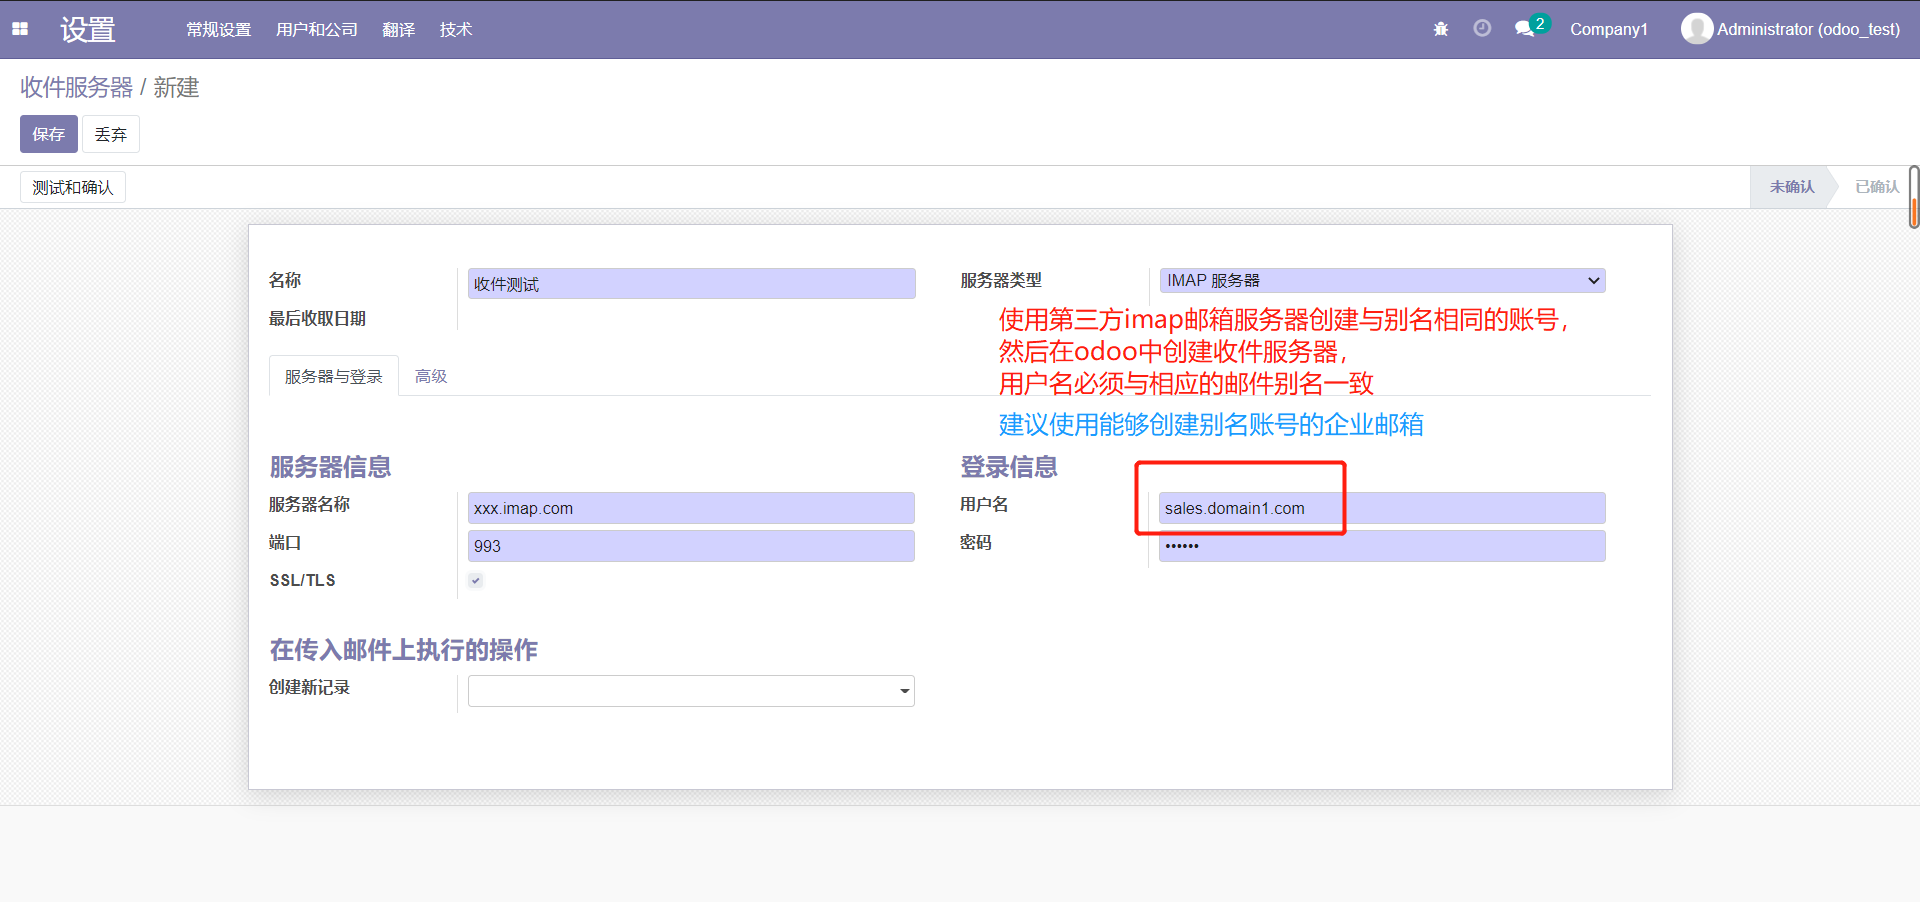 设置
常规设置 用户和公司 翻译 技术
2 Company1 Administrator (odoo_test)
收件服务器 / 新建
保存 丢弃
测试和确认
未确认 已确认
名称 收件测试
服务器类型 IMAP 服务器
最后收取日期
使用第三方imap邮箱服务器创建与别名相同的账号，
然后在odoo中创建收件服务器，
用户名必须与相应的邮件别名一致
建议使用能够创建别名账号的企业邮箱
服务器与登录 高级
服务器信息
服务器名称 xxx.imap.com
端口 993
SSL/TLS
登录信息
用户名 sales.domain1.com
密码 ••••••
在传入邮件上执行的操作
创建新记录